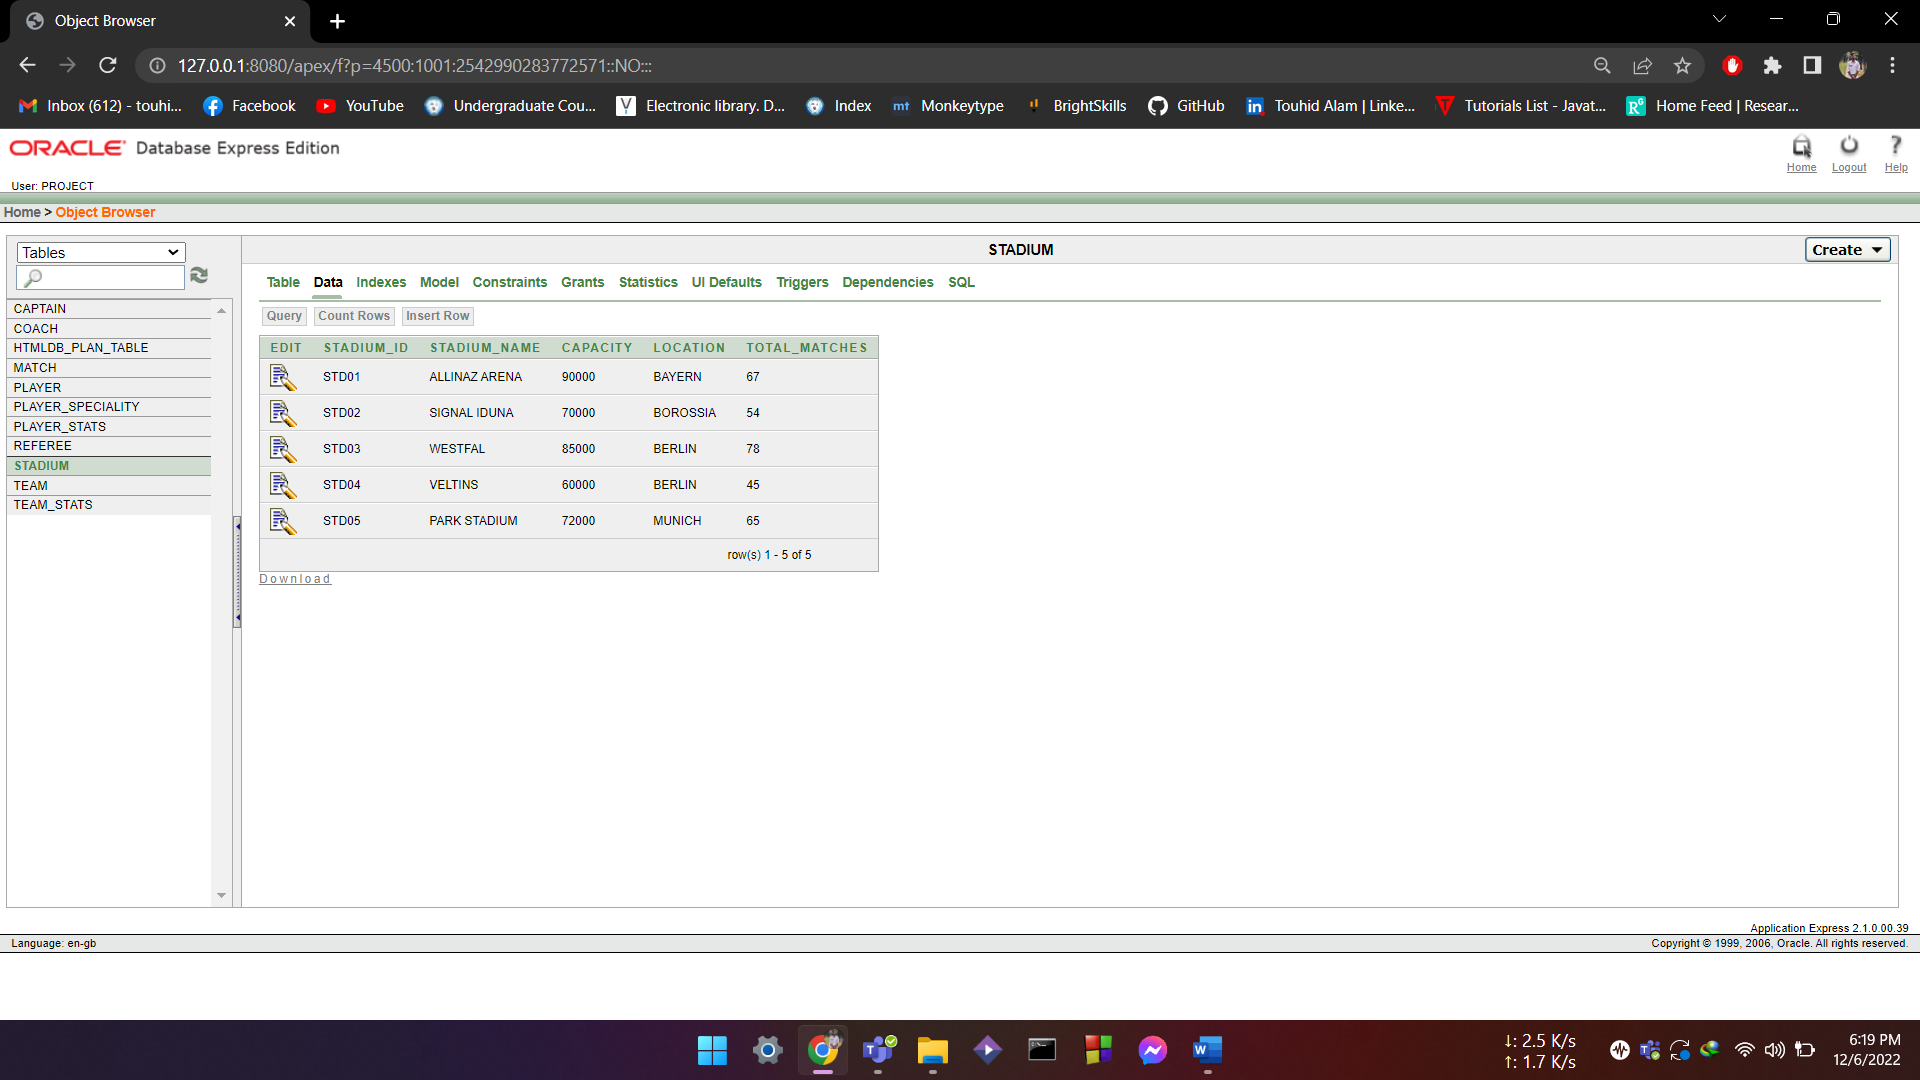 Object Browser
127.0.0.1:8080/apex/f?p=4500:1001:2542990283772571::NO:::
Inbox (612) - touhi... Facebook YouTube Undergraduate Cou... Electronic library. D... Index mt Monkeytype BrightSkills GitHub Touhid Alam | Linke... Tutorials List - Javat... Home Feed | Resear...
ORACLE Database Express Edition
Home Logout Help
User: PROJECT
Home > Object Browser
Tables
STADIUM
Create
Table Data Indexes Model Constraints Grants Statistics UI Defaults Triggers Dependencies SQL
Query Count Rows Insert Row
CAPTAIN
COACH
HTMLDB_PLAN_TABLE
MATCH
PLAYER
PLAYER_SPECIALITY
PLAYER_STATS
REFEREE
STADIUM
TEAM
TEAM_STATS
EDIT STADIUM_ID STADIUM_NAME CAPACITY LOCATION TOTAL_MATCHES
STD01 ALLINAZ ARENA 90000 BAYERN 67
STD02 SIGNAL IDUNA 70000 BOROSSIA 54
STD03 WESTFAL 85000 BERLIN 78
STD04 VELTINS 60000 BERLIN 45
STD05 PARK STADIUM 72000 MUNICH 65
row(s) 1 - 5 of 5
Download
Application Express 2.1.0.00.39
Language: en-gb
Copyright © 1999, 2006, Oracle. All rights reserved.
↓: 2.5 K/s
↑: 1.7 K/s
6:19 PM
12/6/2022